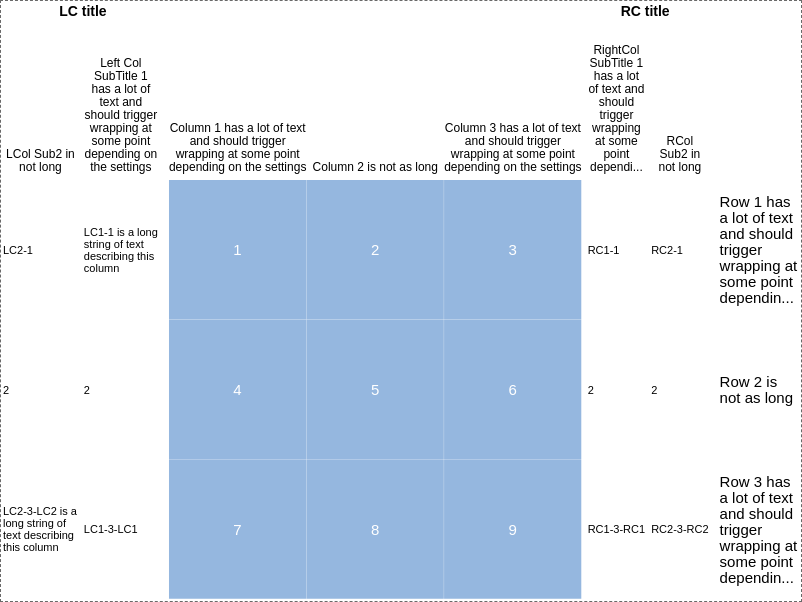 LC title
RC title
LCol Sub2 in
not long
Left Col
SubTitle 1
has a lot of
text and
should trigger
wrapping at
some point
depending on
the settings
Column 1 has a lot of text
and should trigger
wrapping at some point
depending on the settings
Column 2 is not as long
Column 3 has a lot of text
and should trigger
wrapping at some point
depending on the settings
RightCol
SubTitle 1
has a lot
of text and
should
trigger
wrapping
at some
point
dependi...
RCol
Sub2 in
not long
LC2-1
LC1-1 is a long
string of text
describing this
column
1
2
3
RC1-1
RC2-1
Row 1 has
a lot of text
and should
trigger
wrapping at
some point
dependin...
2
2
4
5
6
2
2
Row 2 is
not as long
LC2-3-LC2 is a
long string of
text describing
this column
LC1-3-LC1
7
8
9
RC1-3-RC1
RC2-3-RC2
Row 3 has
a lot of text
and should
trigger
wrapping at
some point
dependin...